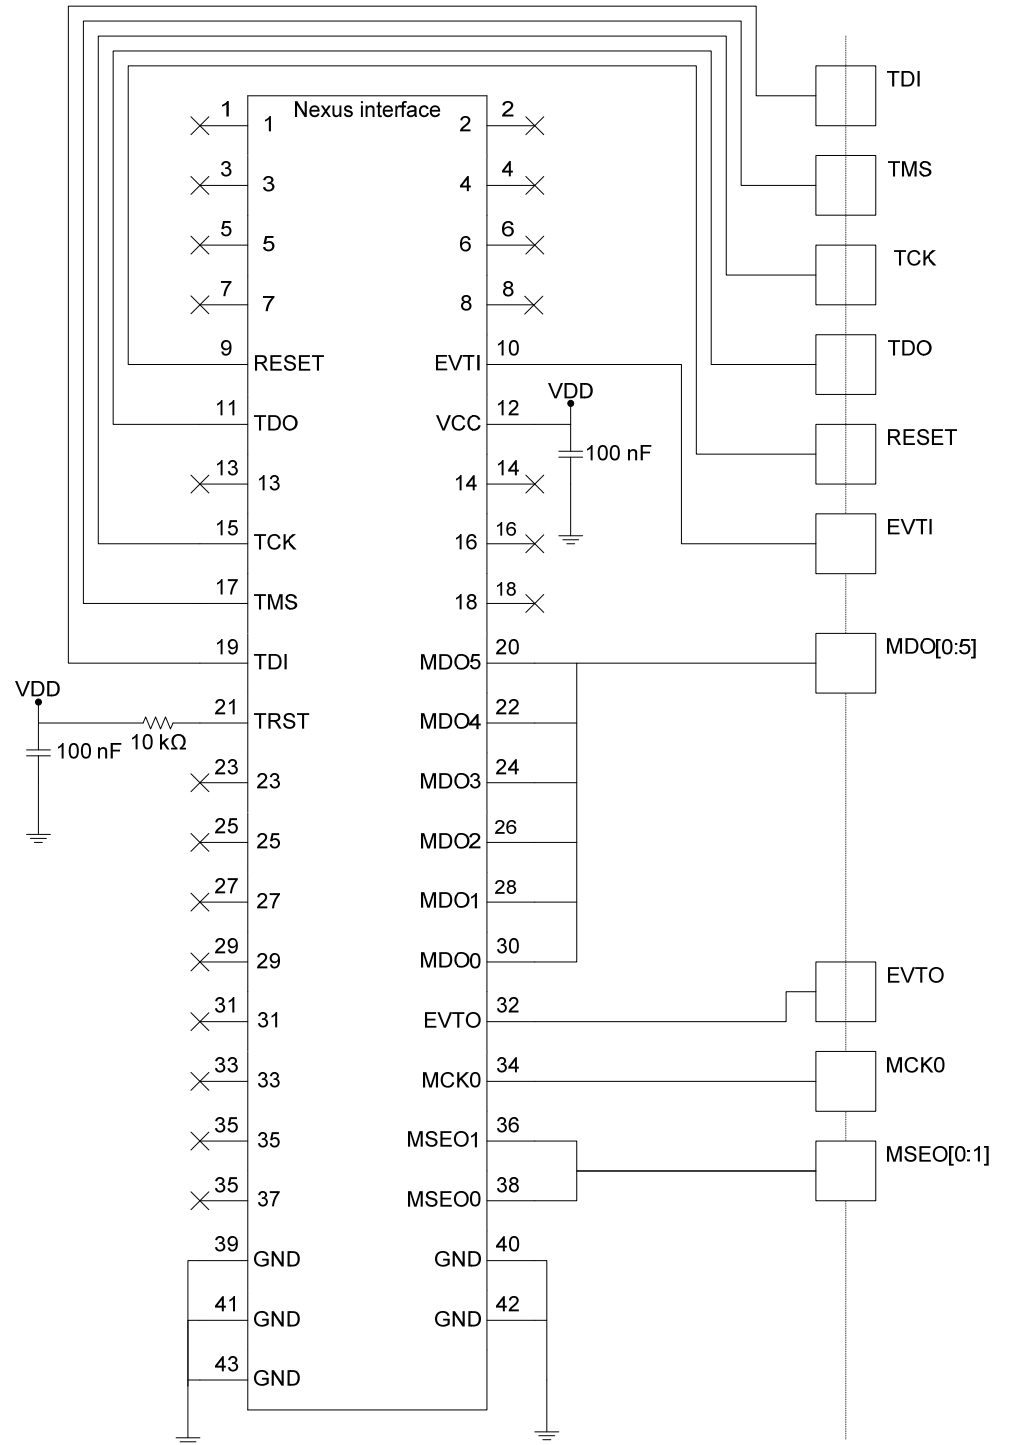 TDI
Nexus interface
1 1 2 2
TMS
3 3 4 4
5 5 6 6
TCK
7 7 8 8
TDO
9 RESET EVTI 10
VDD
11 TDO VCC 12
RESET
100 nF
13 13 14 14
EVTI
15 TCK 16 16
17 TMS 18 18
MDO[0:5]
19 TDI MDO5 20
VDD
21 TRST MDO4 22
10 kΩ
100 nF
23 23 MDO3 24
25 25 MDO2 26
27 27 MDO1 28
29 29 MDO0 30
EVTO
31 31 EVTO 32
MCK0
33 33 MCK0 34
35 35 MSEO1 36
MSEO[0:1]
35 37 MSEO0 38
39 GND GND 40
41 GND GND 42
43 GND